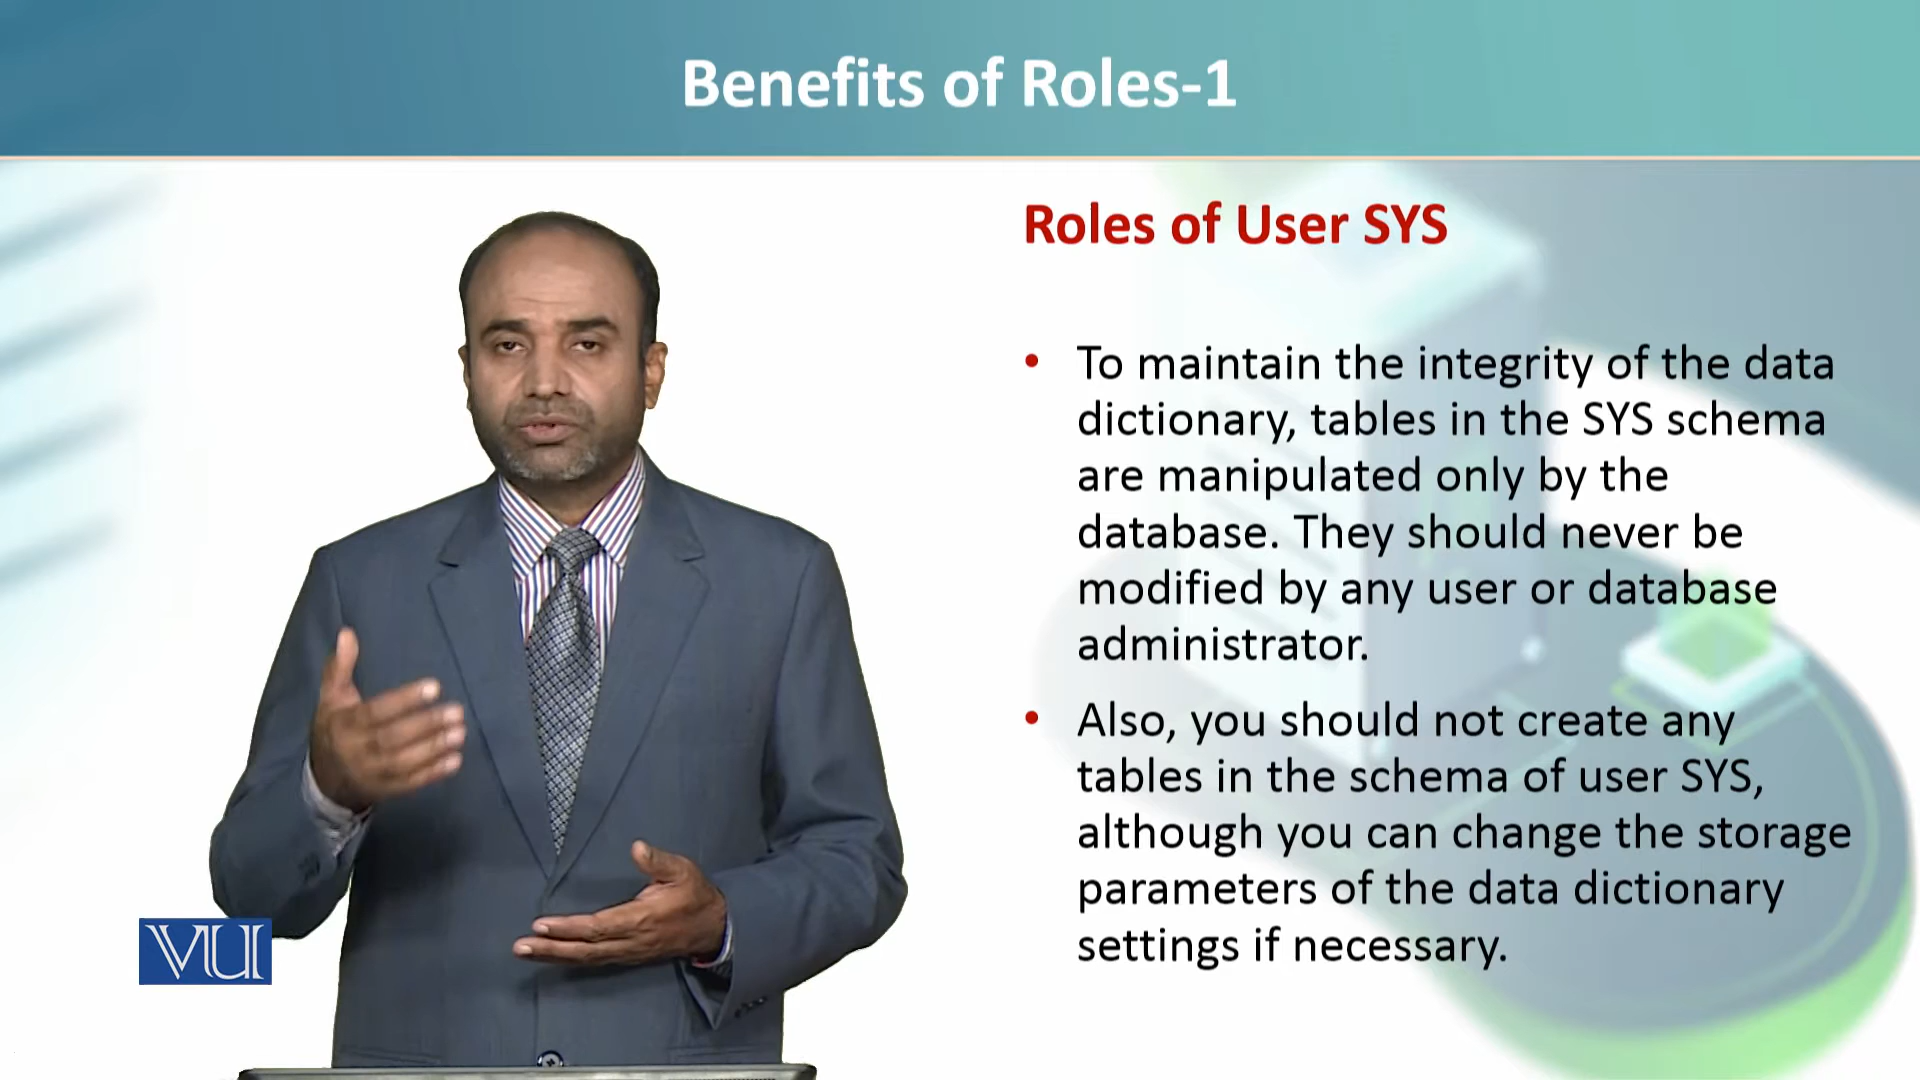 Benefits of Roles-1
Roles of User SYS
• To maintain the integrity of the data
dictionary, tables in the SYS schema
are manipulated only by the
database. They should never be
modified by any user or database
administrator.
• Also, you should not create any
tables in the schema of user SYS,
although you can change the storage
parameters of the data dictionary
settings if necessary.
VU